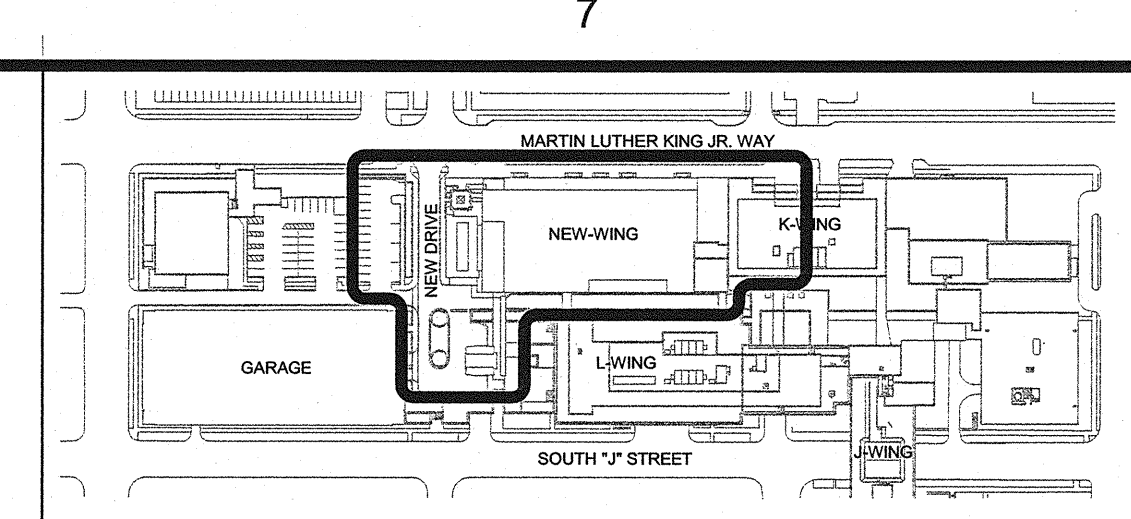 7
MARTIN LUTHER KING JR. WAY
NEW DRIVE
NEW-WING
K-WING
GARAGE
L-WING
J-WING
SOUTH "J" STREET